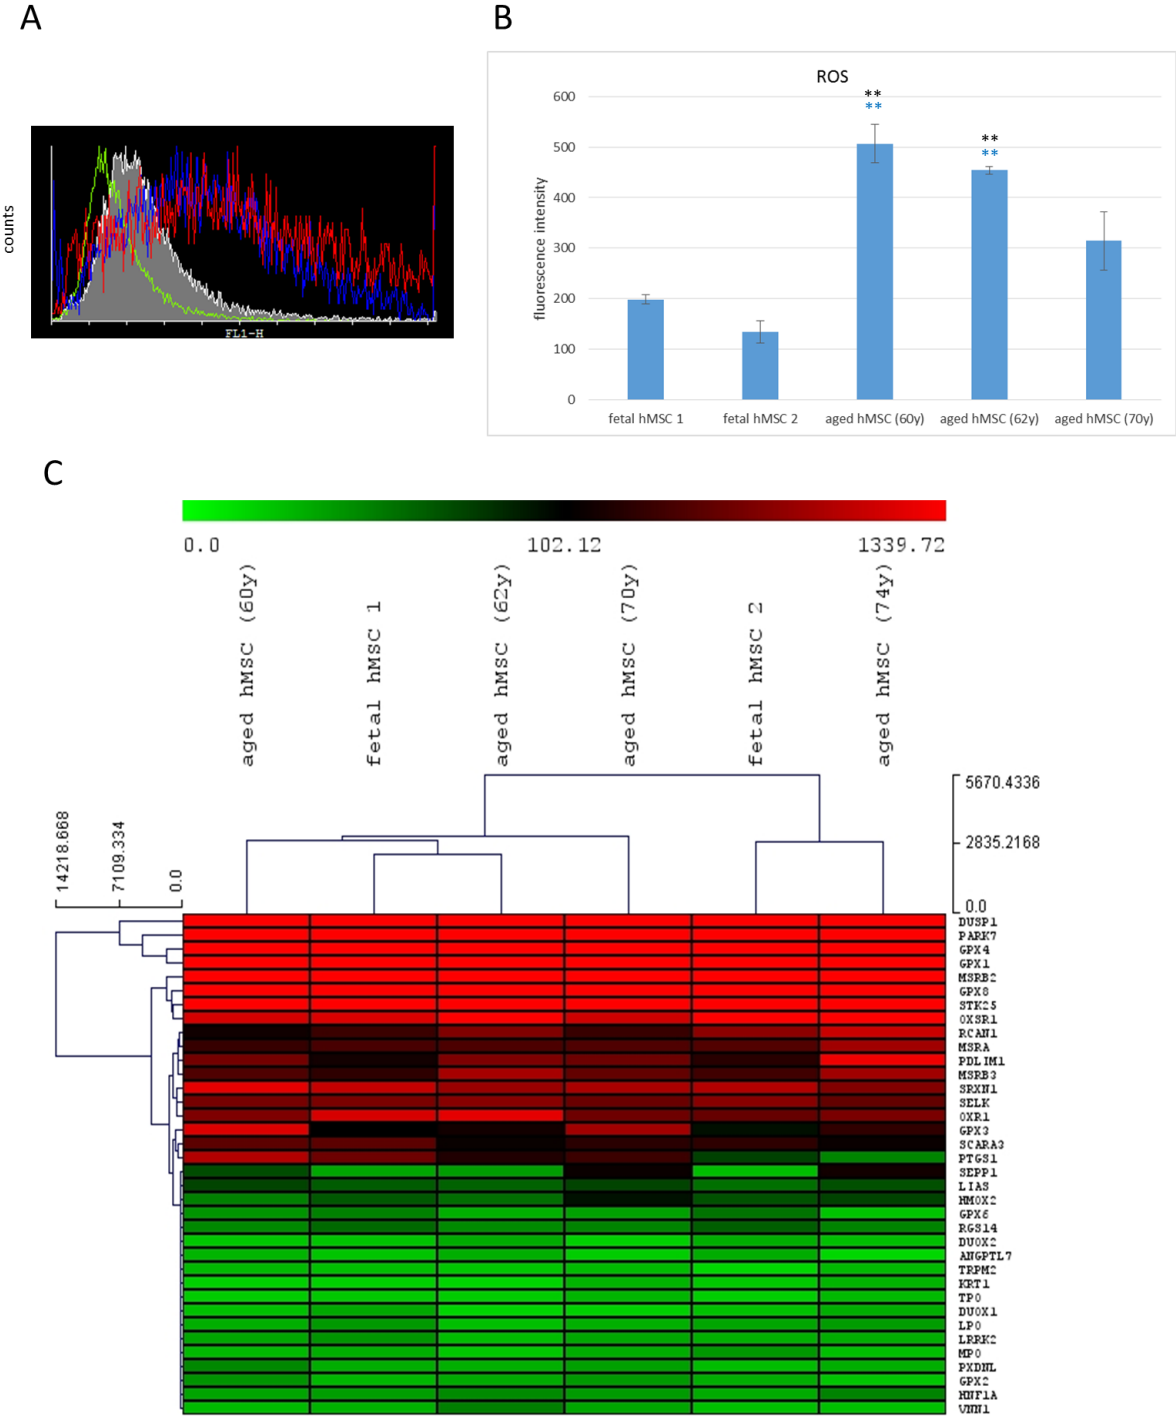 A
B
counts
FL1-H
ROS
fluorescence intensity
600
500
400
300
200
100
0
**
**
**
**
fetal hMSC 1
fetal hMSC 2
aged hMSC (60y)
aged hMSC (62y)
aged hMSC (70y)
C
0.0
102.12
1339.72
aged hMSC (60y)
fetal hMSC 1
aged hMSC (62y)
aged hMSC (70y)
fetal hMSC 2
aged hMSC (74y)
5670.4336
2835.2168
0.0
14218.668
7109.334
0.0
DUSP1
PARK7
GPX4
GPX1
MSRB2
GPX8
STK25
OXSR1
RCAN1
MSRA
PDLIM1
MSRB3
SRXN1
SELK
OXR1
GPX3
SCARA3
PTGS1
SEPP1
LIAS
HMOX2
GPX6
RGS14
DUOX2
ANGPTL7
TRPM2
KRT1
TPO
DUOX1
LPO
LRRK2
MPO
PXDNL
GPX2
HNF1A
VNN1